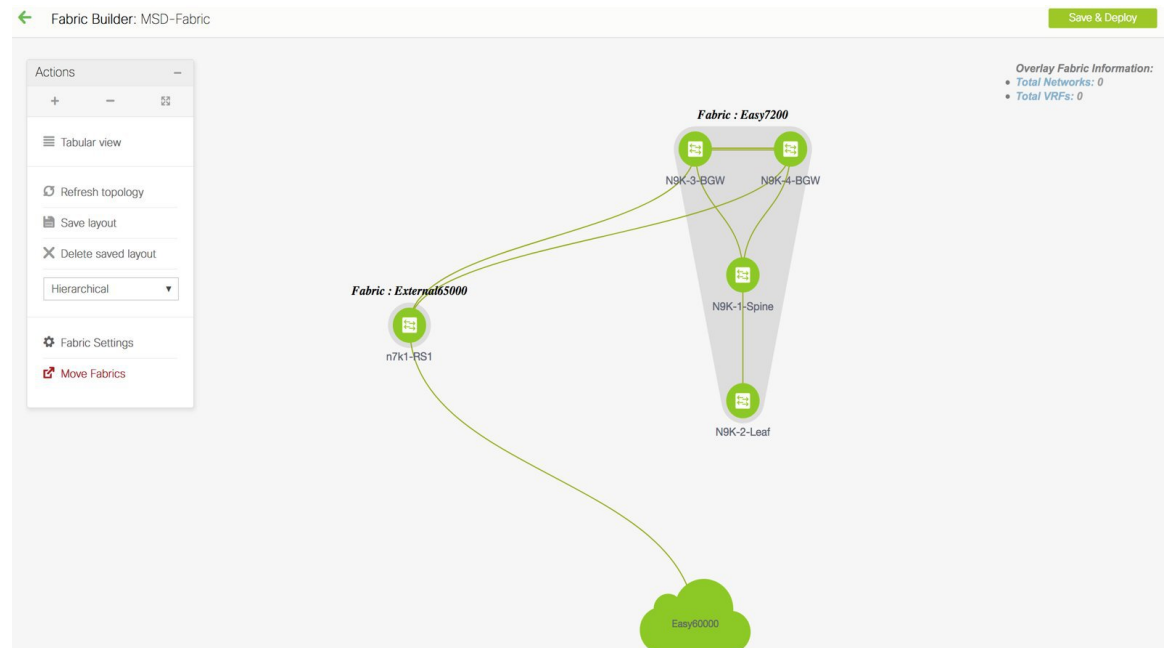 Fabric Builder: MSD-Fabric
Save & Deploy
Actions
Tabular view
Refresh topology
Save layout
Delete saved layout
Hierarchical
Fabric Settings
Move Fabrics
Overlay Fabric Information:
Total Networks: 0
Total VRFs: 0
Fabric : Easy7200
N9K-3-BGW
N9K-4-BGW
N9K-1-Spine
N9K-2-Leaf
Fabric : External65000
n7k1-RS1
Easy60000